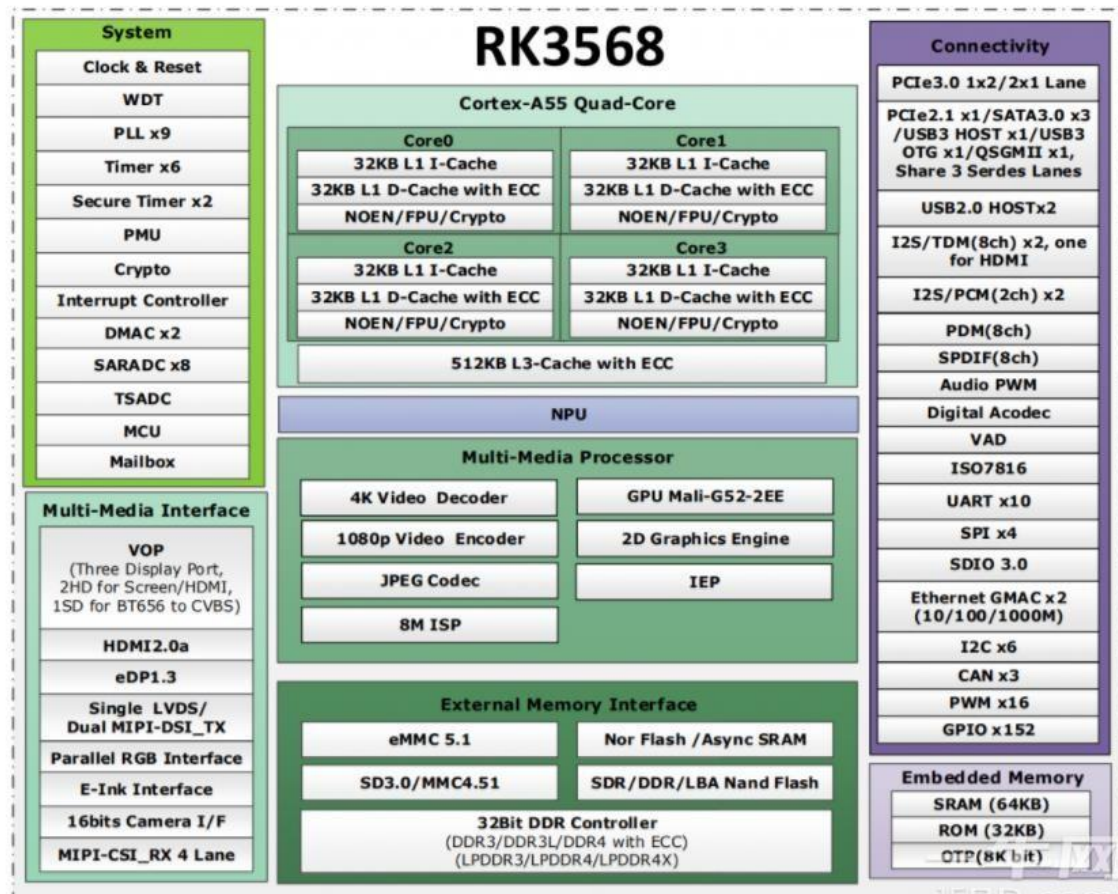 RK3568
System
Clock & Reset
WDT
PLL x9
Timer x6
Secure Timer x2
PMU
Crypto
Interrupt Controller
DMAC x2
SARADC x8
TSADC
MCU
Mailbox
Multi-Media Interface
VOP
(Three Display Port,
2HD for Screen/HDMI,
1SD for BT656 to CVBS)
HDMI2.0a
eDP1.3
Single LVDS/
Dual MIPI-DSI_TX
Parallel RGB Interface
E-Ink Interface
16bits Camera I/F
MIPI-CSI_RX 4 Lane
Cortex-A55 Quad-Core
Core0
32KB L1 I-Cache
32KB L1 D-Cache with ECC
NOEN/FPU/Crypto
Core1
32KB L1 I-Cache
32KB L1 D-Cache with ECC
NOEN/FPU/Crypto
Core2
32KB L1 I-Cache
32KB L1 D-Cache with ECC
NOEN/FPU/Crypto
Core3
32KB L1 I-Cache
32KB L1 D-Cache with ECC
NOEN/FPU/Crypto
512KB L3-Cache with ECC
NPU
Multi-Media Processor
4K Video Decoder
1080p Video Encoder
JPEG Codec
8M ISP
GPU Mali-G52-2EE
2D Graphics Engine
IEP
External Memory Interface
eMMC 5.1
Nor Flash /Async SRAM
SD3.0/MMC4.51
SDR/DDR/LBA Nand Flash
32Bit DDR Controller
(DDR3/DDR3L/DDR4 with ECC)
(LPDDR3/LPDDR4/LPDDR4X)
Connectivity
PCIe3.0 1x2/2x1 Lane
PCIe2.1 x1/SATA3.0 x3
/USB3 HOST x1/USB3
OTG x1/QSGMII x1,
Share 3 Serdes Lanes
USB2.0 HOSTx2
I2S/TDM(8ch) x2, one
for HDMI
I2S/PCM(2ch) x2
PDM(8ch)
SPDIF(8ch)
Audio PWM
Digital Acodec
VAD
ISO7816
UART x10
SPI x4
SDIO 3.0
Ethernet GMAC x2
(10/100/1000M)
I2C x6
CAN x3
PWM x16
GPIO x152
Embedded Memory
SRAM (64KB)
ROM (32KB)
OTP(8K bit)